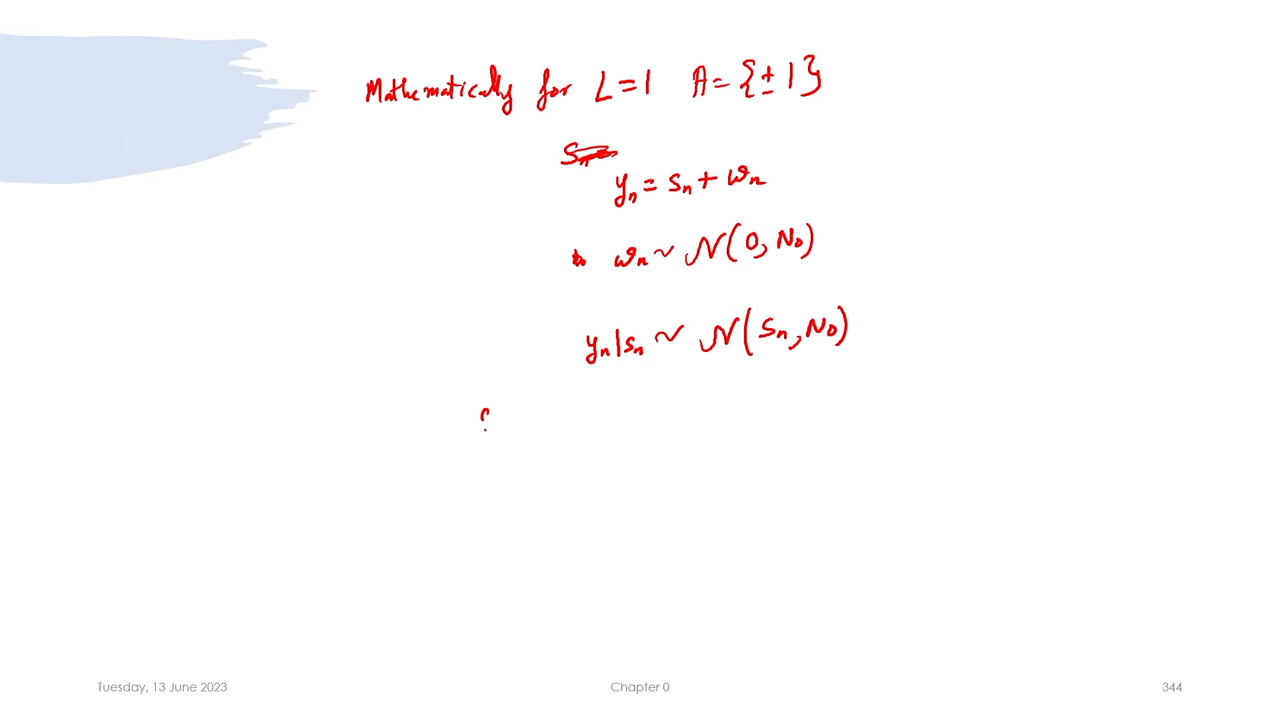 Mathematically for L=1 A={±1}
yₙ = sₙ + wₙ
wₙ ~ N(0, N₀)
yₙ|sₙ ~ N(sₙ, N₀)
Tuesday, 13 June 2023 Chapter 0 344